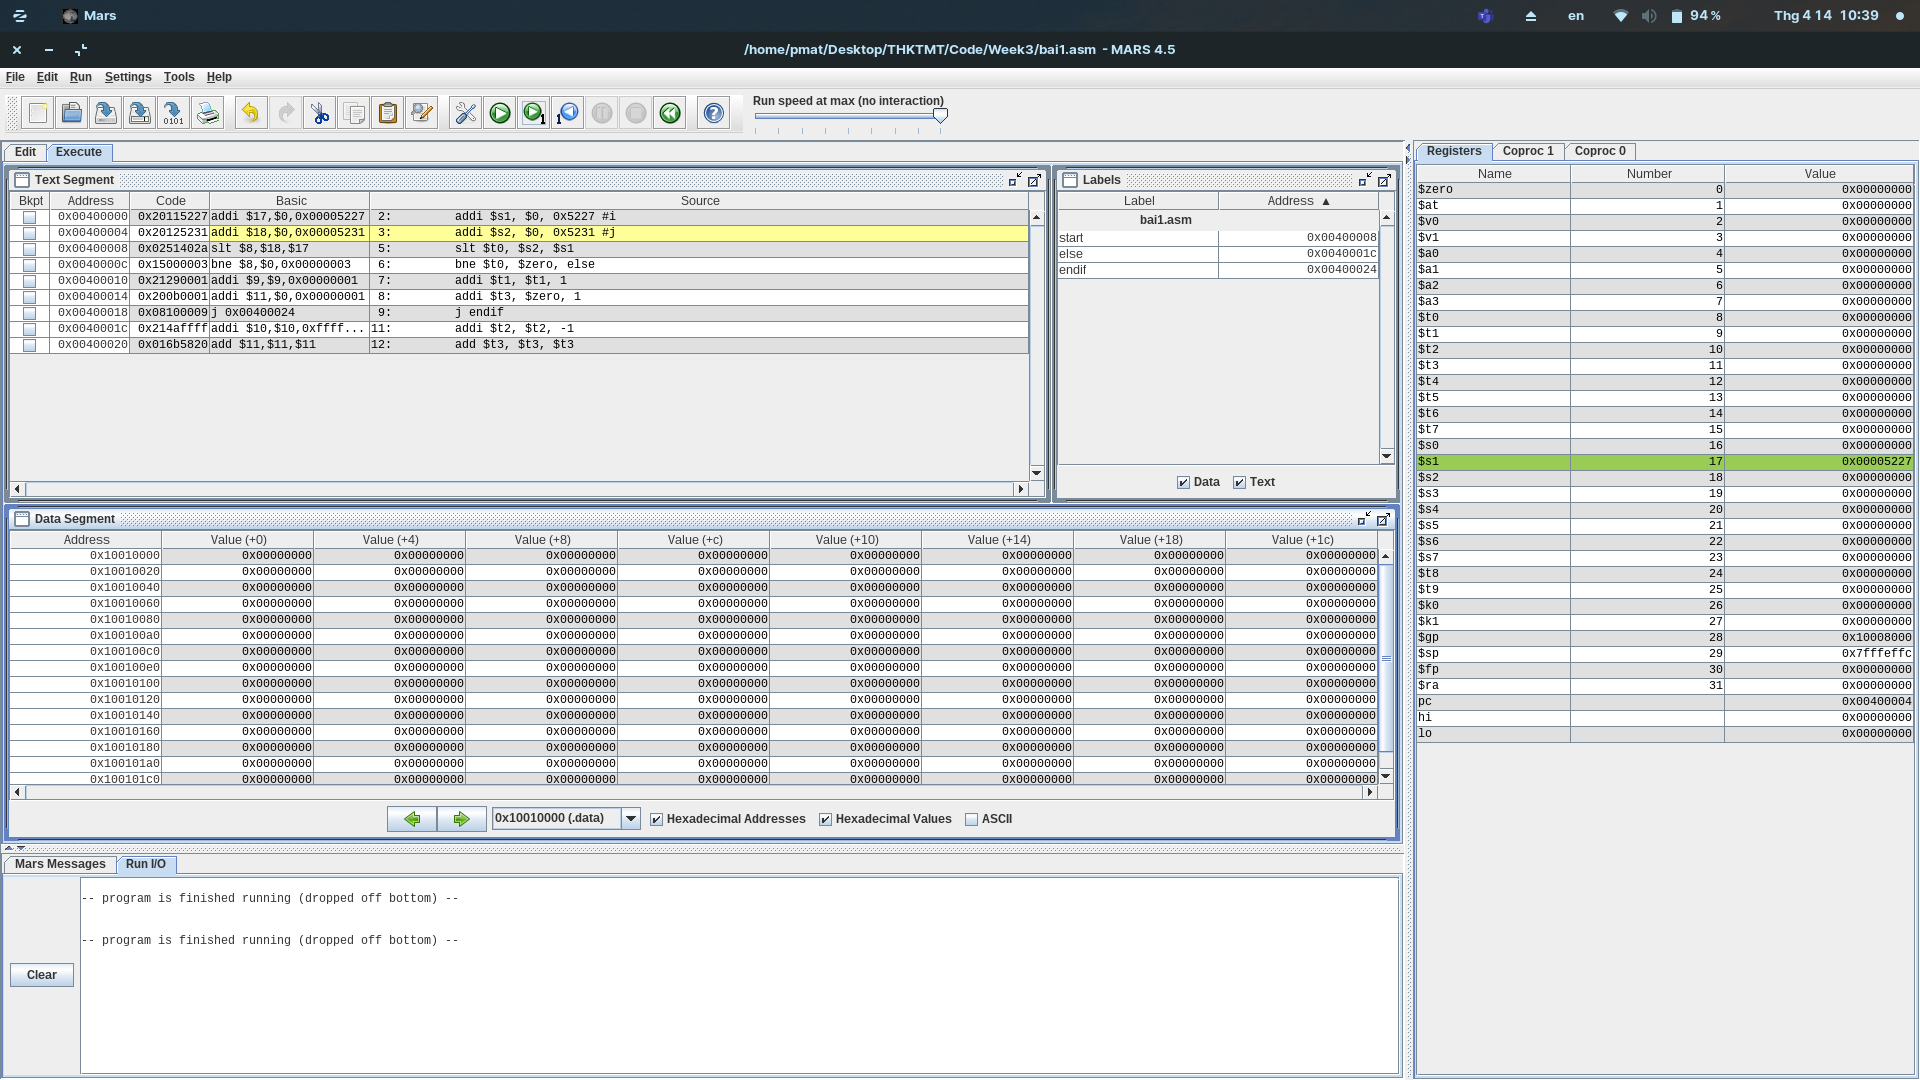 Mars
en
94 %
Thg 4 14 10:39
/home/pmat/Desktop/THKTMT/Code/Week3/bai1.asm - MARS 4.5
File Edit Run Settings Tools Help
Run speed at max (no interaction)
Edit Execute
Text Segment
Bkpt Address Code Basic Source
0x00400000 0x20115227 addi $17,$0,0x00005227 2: addi $s1, $0, 0x5227 #i
0x00400004 0x20125231 addi $18,$0,0x00005231 3: addi $s2, $0, 0x5231 #j
0x00400008 0x0251402a slt $8,$18,$17 5: slt $t0, $s2, $s1
0x0040000c 0x15000003 bne $8,$0,0x00000003 6: bne $t0, $zero, else
0x00400010 0x21290001 addi $9,$9,0x00000001 7: addi $t1, $t1, 1
0x00400014 0x200b0001 addi $11,$0,0x00000001 8: addi $t3, $zero, 1
0x00400018 0x08100009 j 0x00400024 9: j endif
0x0040001c 0x214affff addi $10,$10,0xffff... 11: addi $t2, $t2, -1
0x00400020 0x016b5820 add $11,$11,$11 12: add $t3, $t3, $t3
Labels
Label Address ▲
bai1.asm
start 0x00400008
else 0x0040001c
endif 0x00400024
Data Text
Data Segment
Address Value (+0) Value (+4) Value (+8) Value (+c) Value (+10) Value (+14) Value (+18) Value (+1c)
0x10010000 0x00000000 0x00000000 0x00000000 0x00000000 0x00000000 0x00000000 0x00000000 0x00000000
0x10010020 0x00000000 0x00000000 0x00000000 0x00000000 0x00000000 0x00000000 0x00000000 0x00000000
0x10010040 0x00000000 0x00000000 0x00000000 0x00000000 0x00000000 0x00000000 0x00000000 0x00000000
0x10010060 0x00000000 0x00000000 0x00000000 0x00000000 0x00000000 0x00000000 0x00000000 0x00000000
0x10010080 0x00000000 0x00000000 0x00000000 0x00000000 0x00000000 0x00000000 0x00000000 0x00000000
0x100100a0 0x00000000 0x00000000 0x00000000 0x00000000 0x00000000 0x00000000 0x00000000 0x00000000
0x100100c0 0x00000000 0x00000000 0x00000000 0x00000000 0x00000000 0x00000000 0x00000000 0x00000000
0x100100e0 0x00000000 0x00000000 0x00000000 0x00000000 0x00000000 0x00000000 0x00000000 0x00000000
0x10010100 0x00000000 0x00000000 0x00000000 0x00000000 0x00000000 0x00000000 0x00000000 0x00000000
0x10010120 0x00000000 0x00000000 0x00000000 0x00000000 0x00000000 0x00000000 0x00000000 0x00000000
0x10010140 0x00000000 0x00000000 0x00000000 0x00000000 0x00000000 0x00000000 0x00000000 0x00000000
0x10010160 0x00000000 0x00000000 0x00000000 0x00000000 0x00000000 0x00000000 0x00000000 0x00000000
0x10010180 0x00000000 0x00000000 0x00000000 0x00000000 0x00000000 0x00000000 0x00000000 0x00000000
0x100101a0 0x00000000 0x00000000 0x00000000 0x00000000 0x00000000 0x00000000 0x00000000 0x00000000
0x100101c0 0x00000000 0x00000000 0x00000000 0x00000000 0x00000000 0x00000000 0x00000000 0x00000000
0x10010000 (.data) Hexadecimal Addresses Hexadecimal Values ASCII
Mars Messages Run I/O
-- program is finished running (dropped off bottom) --
-- program is finished running (dropped off bottom) --
Clear
Registers Coproc 1 Coproc 0
Name Number Value
$zero 0 0x00000000
$at 1 0x00000000
$v0 2 0x00000000
$v1 3 0x00000000
$a0 4 0x00000000
$a1 5 0x00000000
$a2 6 0x00000000
$a3 7 0x00000000
$t0 8 0x00000000
$t1 9 0x00000000
$t2 10 0x00000000
$t3 11 0x00000000
$t4 12 0x00000000
$t5 13 0x00000000
$t6 14 0x00000000
$t7 15 0x00000000
$s0 16 0x00000000
$s1 17 0x00005227
$s2 18 0x00000000
$s3 19 0x00000000
$s4 20 0x00000000
$s5 21 0x00000000
$s6 22 0x00000000
$s7 23 0x00000000
$t8 24 0x00000000
$t9 25 0x00000000
$k0 26 0x00000000
$k1 27 0x00000000
$gp 28 0x10008000
$sp 29 0x7fffeffc
$fp 30 0x00000000
$ra 31 0x00000000
pc 0x00400004
hi 0x00000000
lo 0x00000000